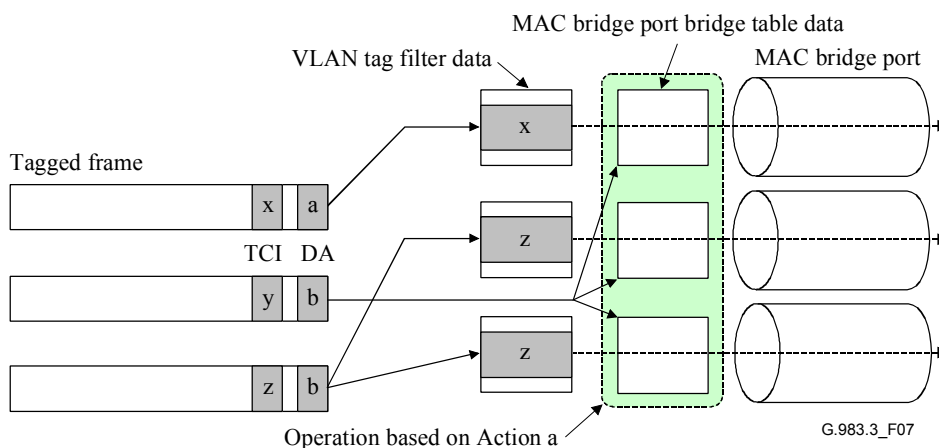 MAC bridge port bridge table data
VLAN tag filter data
MAC bridge port
x
Tagged frame
x a
z
TCI DA
y b
z
z b
Operation based on Action a
G.983.3_F07